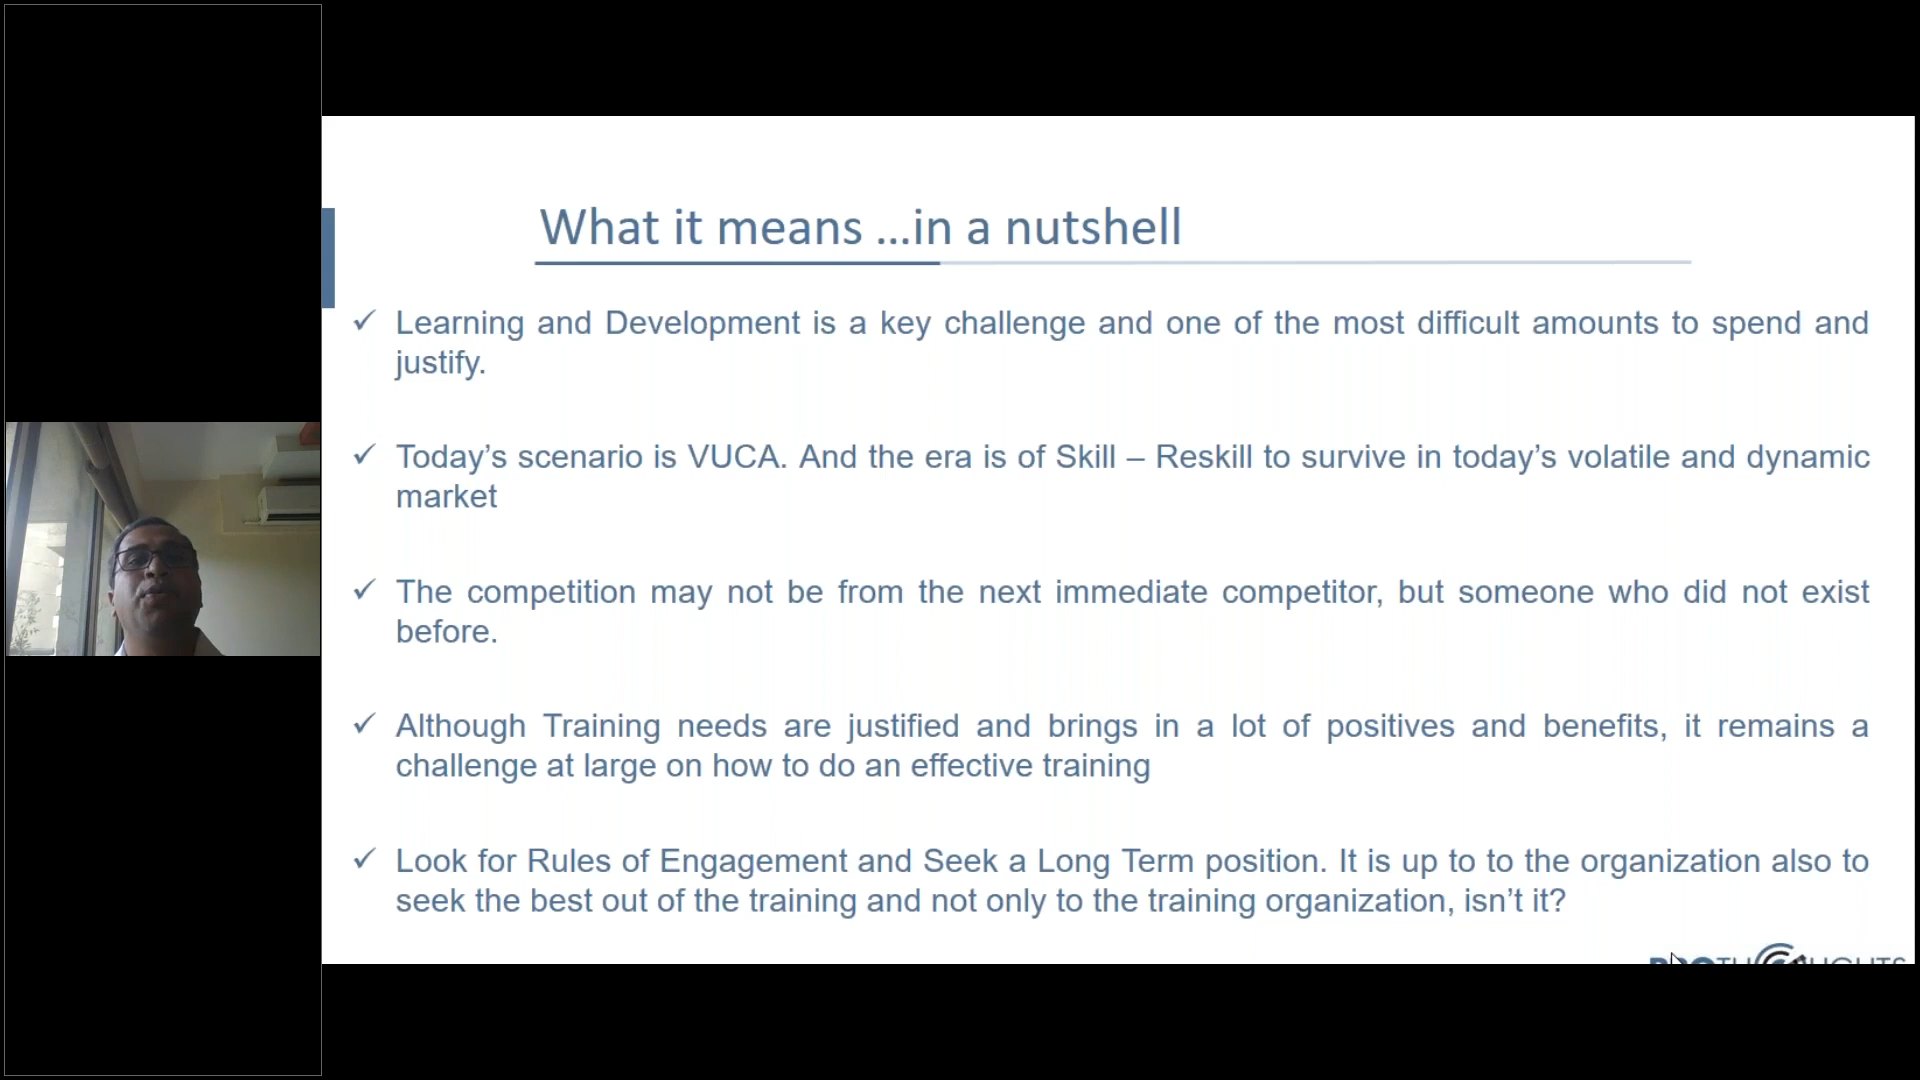 What it means ...in a nutshell
✓ Learning and Development is a key challenge and one of the most difficult amounts to spend and
justify.
✓ Today’s scenario is VUCA. And the era is of Skill – Reskill to survive in today’s volatile and dynamic
market
✓ The competition may not be from the next immediate competitor, but someone who did not exist
before.
✓ Although Training needs are justified and brings in a lot of positives and benefits, it remains a
challenge at large on how to do an effective training
✓ Look for Rules of Engagement and Seek a Long Term position. It is up to to the organization also to
seek the best out of the training and not only to the training organization, isn’t it?